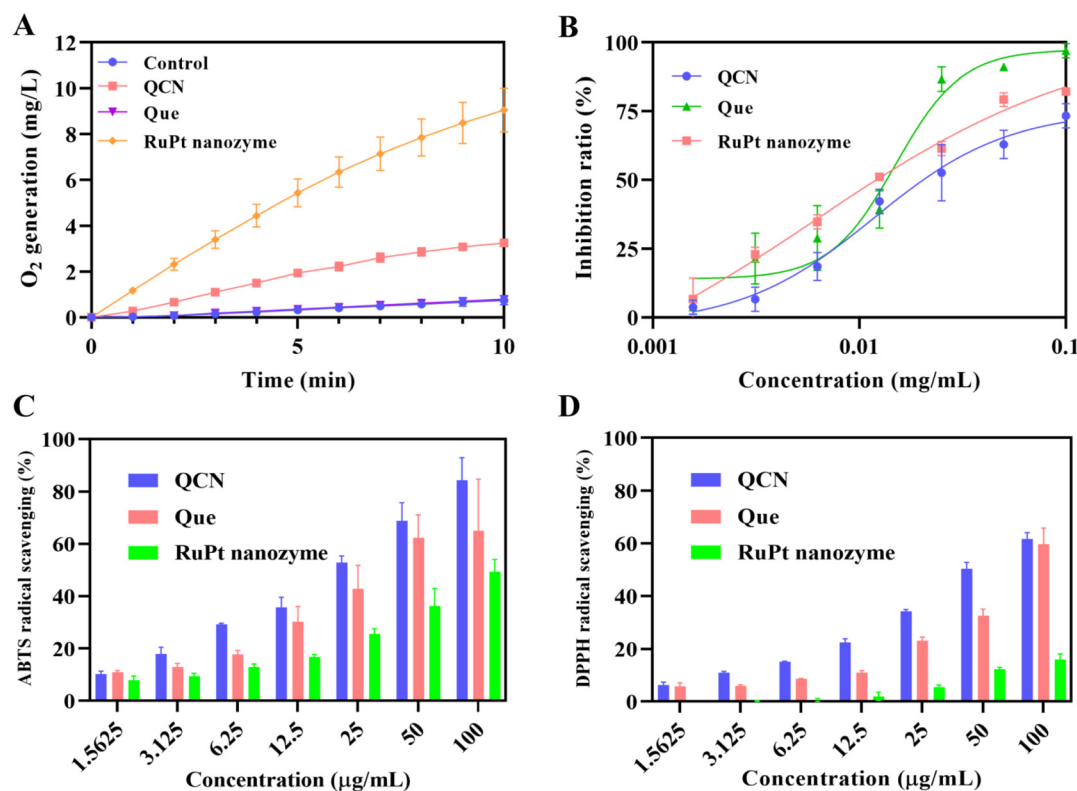 A
O2 generation (mg/L)
12
10
8
6
4
2
0
Control
QCN
Que
RuPt nanozyme
0
5
10
Time (min)
B
Inhibition ratio (%)
100
75
50
25
0
QCN
Que
RuPt nanozyme
0.001
0.01
0.1
Concentration (mg/mL)
C
ABTS radical scavenging (%)
100
80
60
40
20
0
QCN
Que
RuPt nanozyme
1.5625
3.125
6.25
12.5
25
50
100
Concentration (μg/mL)
D
DPPH radical scavenging (%)
100
80
60
40
20
0
QCN
Que
RuPt nanozyme
1.5625
3.125
6.25
12.5
25
50
100
Concentration (μg/mL)